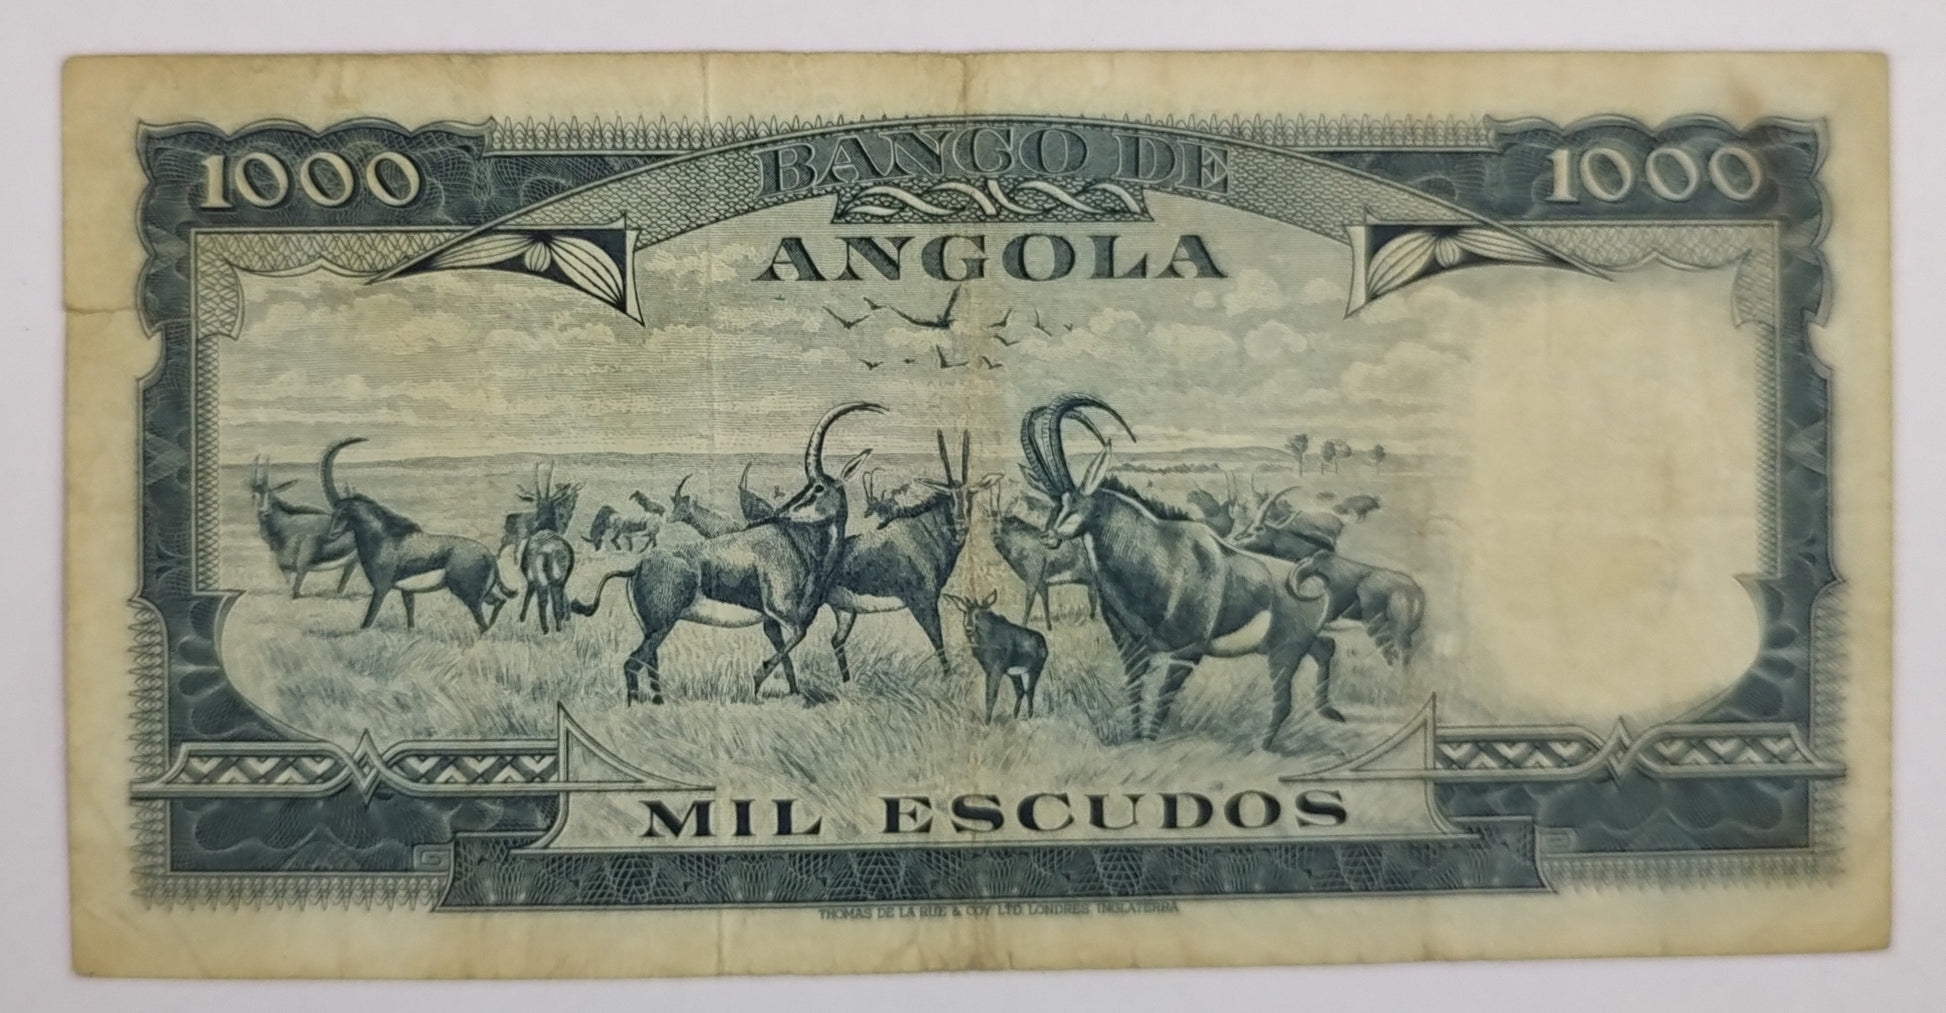 1000 BANCO DE 1000
ANGOLA
MIL ESCUDOS
THOMAS DE LA RUE & COY LTD LONDRES INGLATERRA